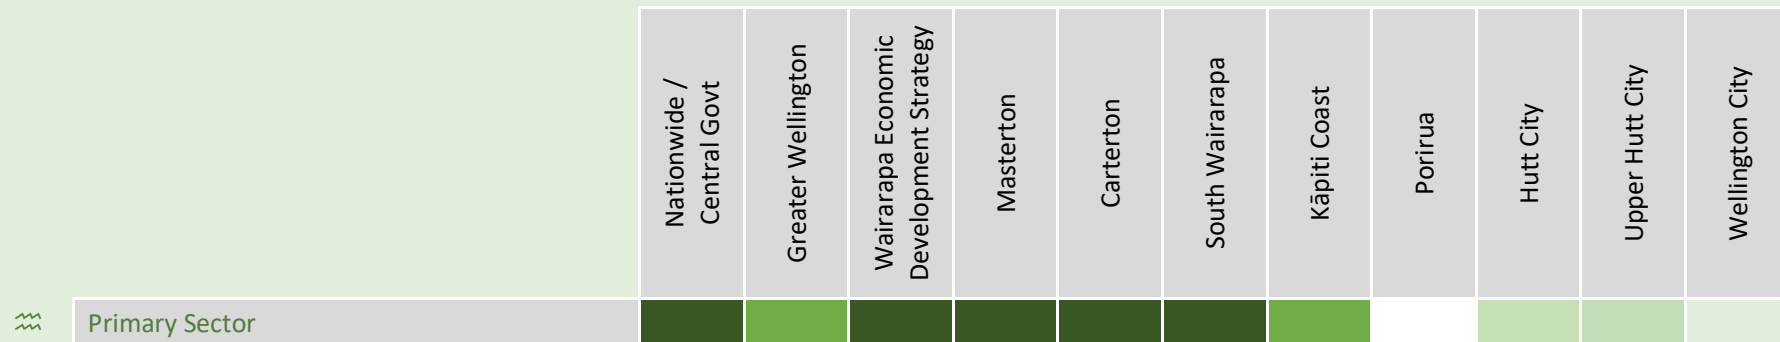 Nationwide /
Central Govt
Greater Wellington
Wairarapa Economic
Development Strategy
Masterton
Carterton
South Wairarapa
Kāpiti Coast
Porirua
Hutt City
Upper Hutt City
Wellington City
Primary Sector